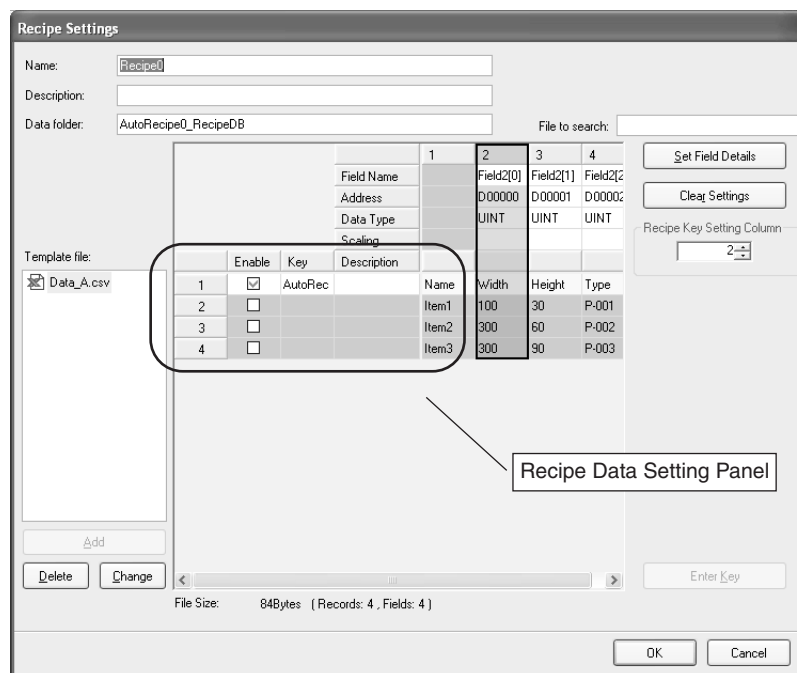 Recipe Settings
Name: Recipe0
Description:
Data folder: AutoRecipe0_RecipeDB
File to search:
1 2 3 4
Field Name Field2[0] Field2[1] Field2[2
Address D00000 D00001 D00002
Data Type UINT UINT UINT
Scaling
Set Field Details
Clear Settings
Recipe Key Setting Column
2
Template file:
Data_A.csv
Enable Key Description
1 AutoRec Name Width Height Type
2 Item1 100 30 P-001
3 Item2 300 60 P-002
4 Item3 300 90 P-003
Recipe Data Setting Panel
Add
Delete Change
Enter Key
File Size: 84Bytes ( Records: 4 , Fields: 4 )
OK Cancel